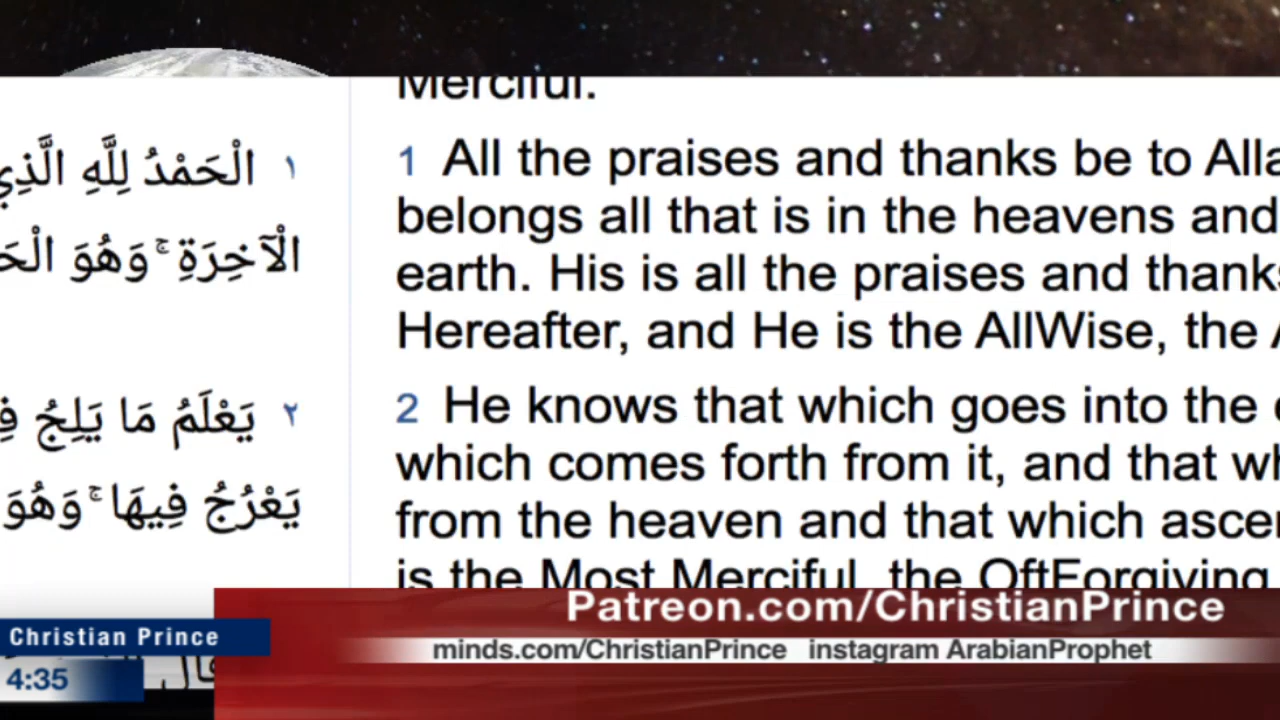 Merciful.
١ الْحَمْدُ لِلَّهِ الَّذِي
الْآخِرَةِ ۚ وَهُوَ الْحَ
1 All the praises and thanks be to Alla
belongs all that is in the heavens and
earth. His is all the praises and thanks
Hereafter, and He is the AllWise, the A
٢ يَعْلَمُ مَا يَلِجُ فِ
يَعْرُجُ فِيهَا ۚ وَهُوَ
2 He knows that which goes into the e
which comes forth from it, and that wh
from the heaven and that which ascen
is the Most Merciful, the OftForgiving
Patreon.com/ChristianPrince
minds.com/ChristianPrince instagram ArabianProphet
Christian Prince
4:35